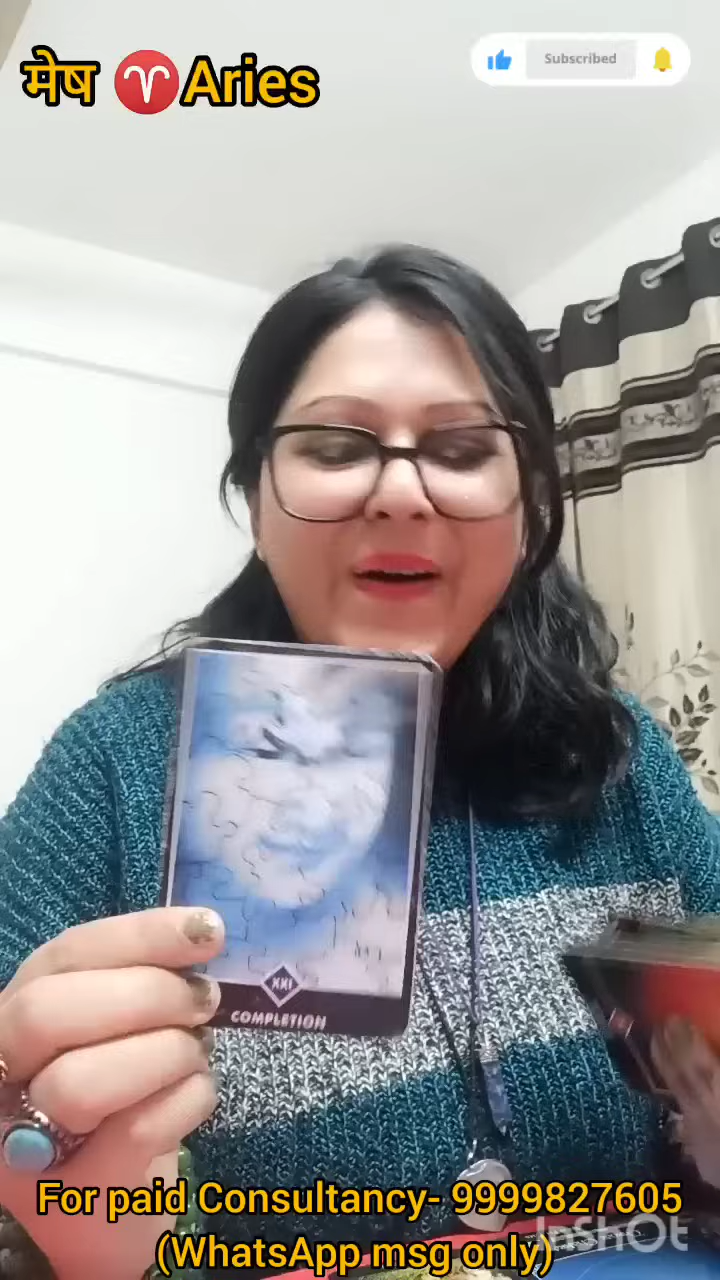 मेष ♈Aries
Subscribed
XXI
COMPLETION
For paid Consultancy- 9999827605
(WhatsApp msg only)
InShOt